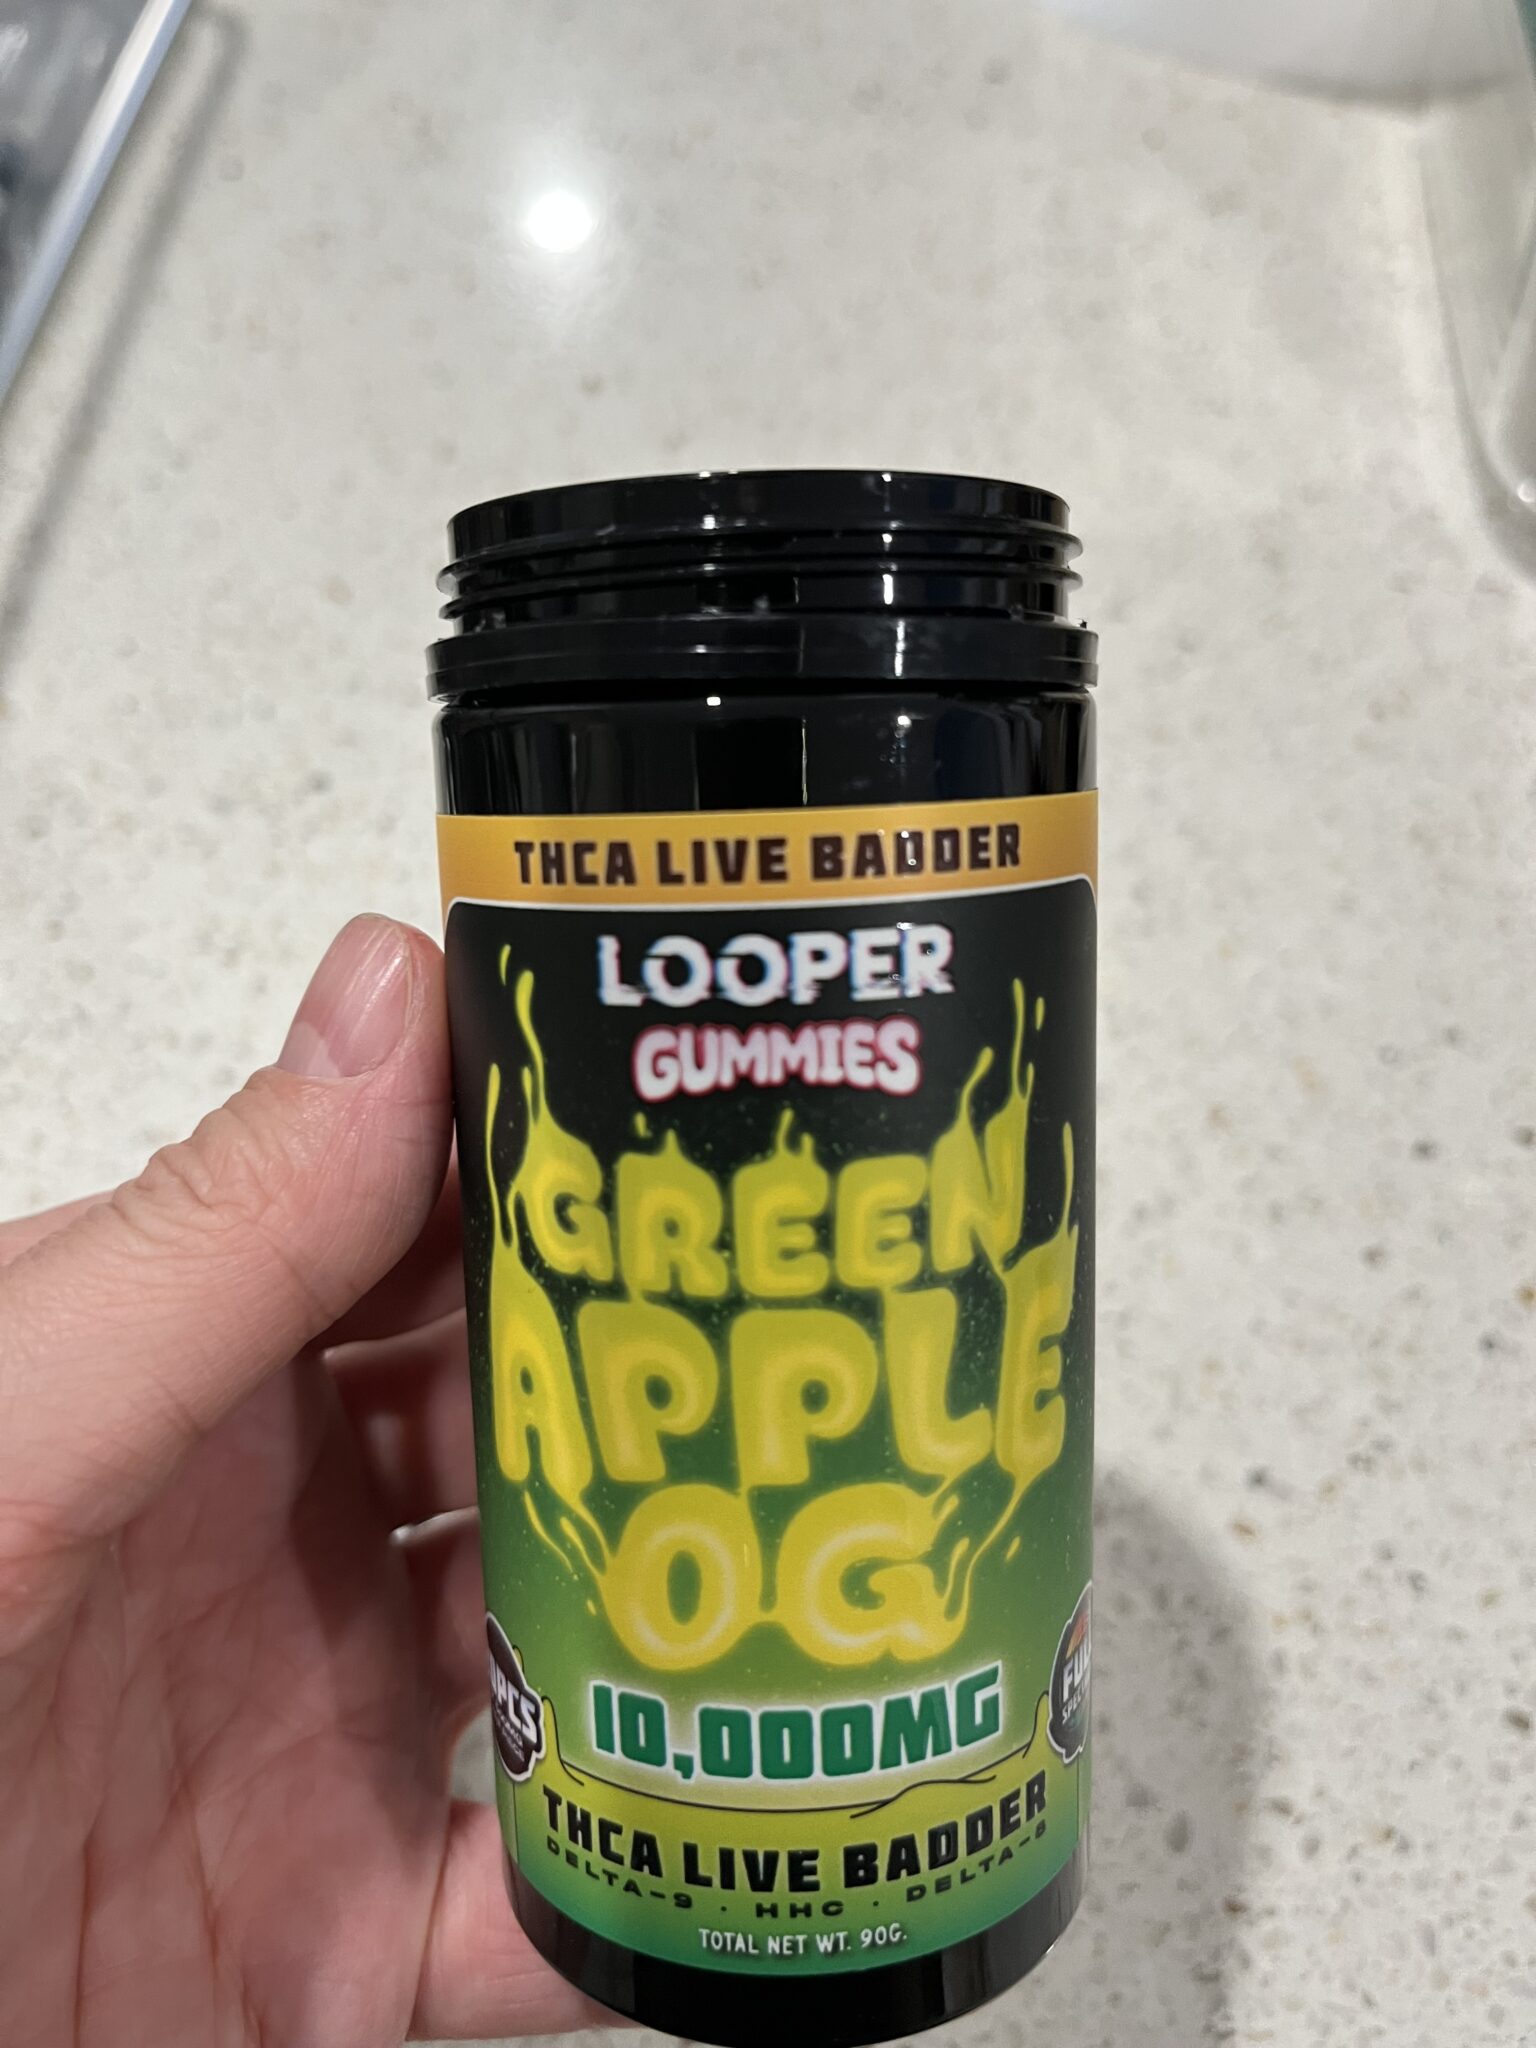 THCA LIVE BADDER
LOOPER
GUMMIES
GREEN
APPLE
OG
10,000MG
THCA LIVE BADDER
DELTA-9 · HHC · DELTA-8
TOTAL NET WT. 90G.